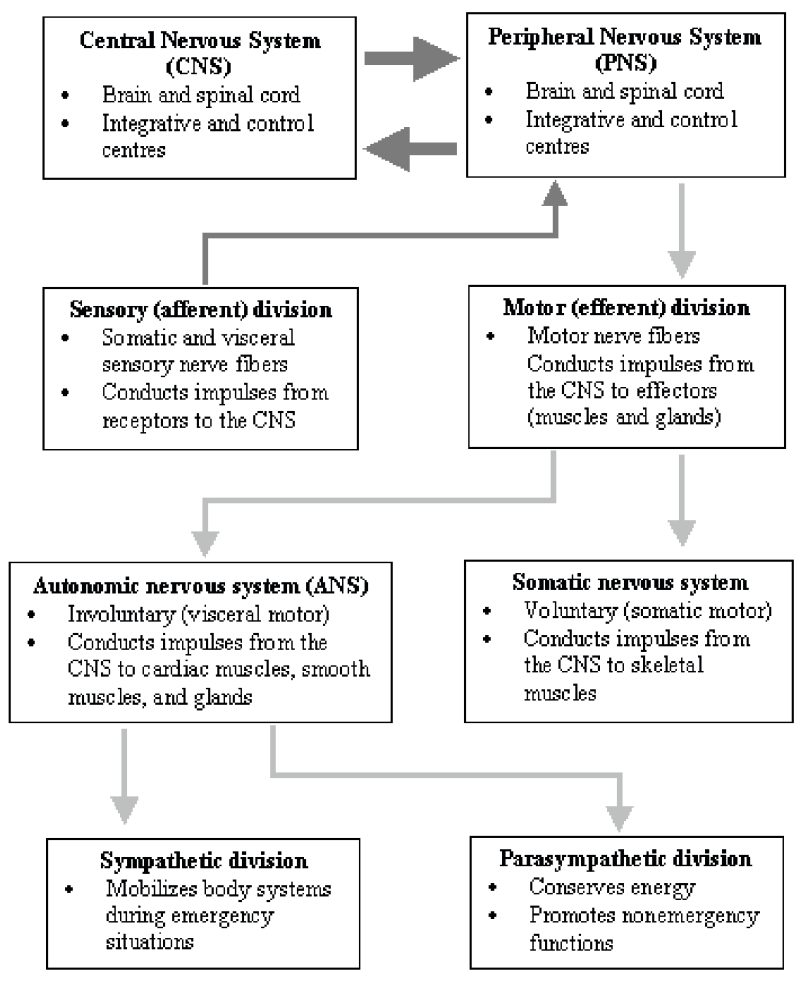 Central Nervous System
(CNS)
• Brain and spinal cord
• Integrative and control
centres
Peripheral Nervous System
(PNS)
• Brain and spinal cord
• Integrative and control
centres
Sensory (afferent) division
• Somatic and visceral
sensory nerve fibers
• Conducts impulses from
receptors to the CNS
Motor (efferent) division
• Motor nerve fibers
Conducts impulses from
the CNS to effectors
(muscles and glands)
Autonomic nervous system (ANS)
• Involuntary (visceral motor)
• Conducts impulses from the
CNS to cardiac muscles, smooth
muscles, and glands
Somatic nervous system
• Voluntary (somatic motor)
• Conducts impulses from
the CNS to skeletal
muscles
Sympathetic division
• Mobilizes body systems
during emergency
situations
Parasympathetic division
• Conserves energy
• Promotes nonemergency
functions